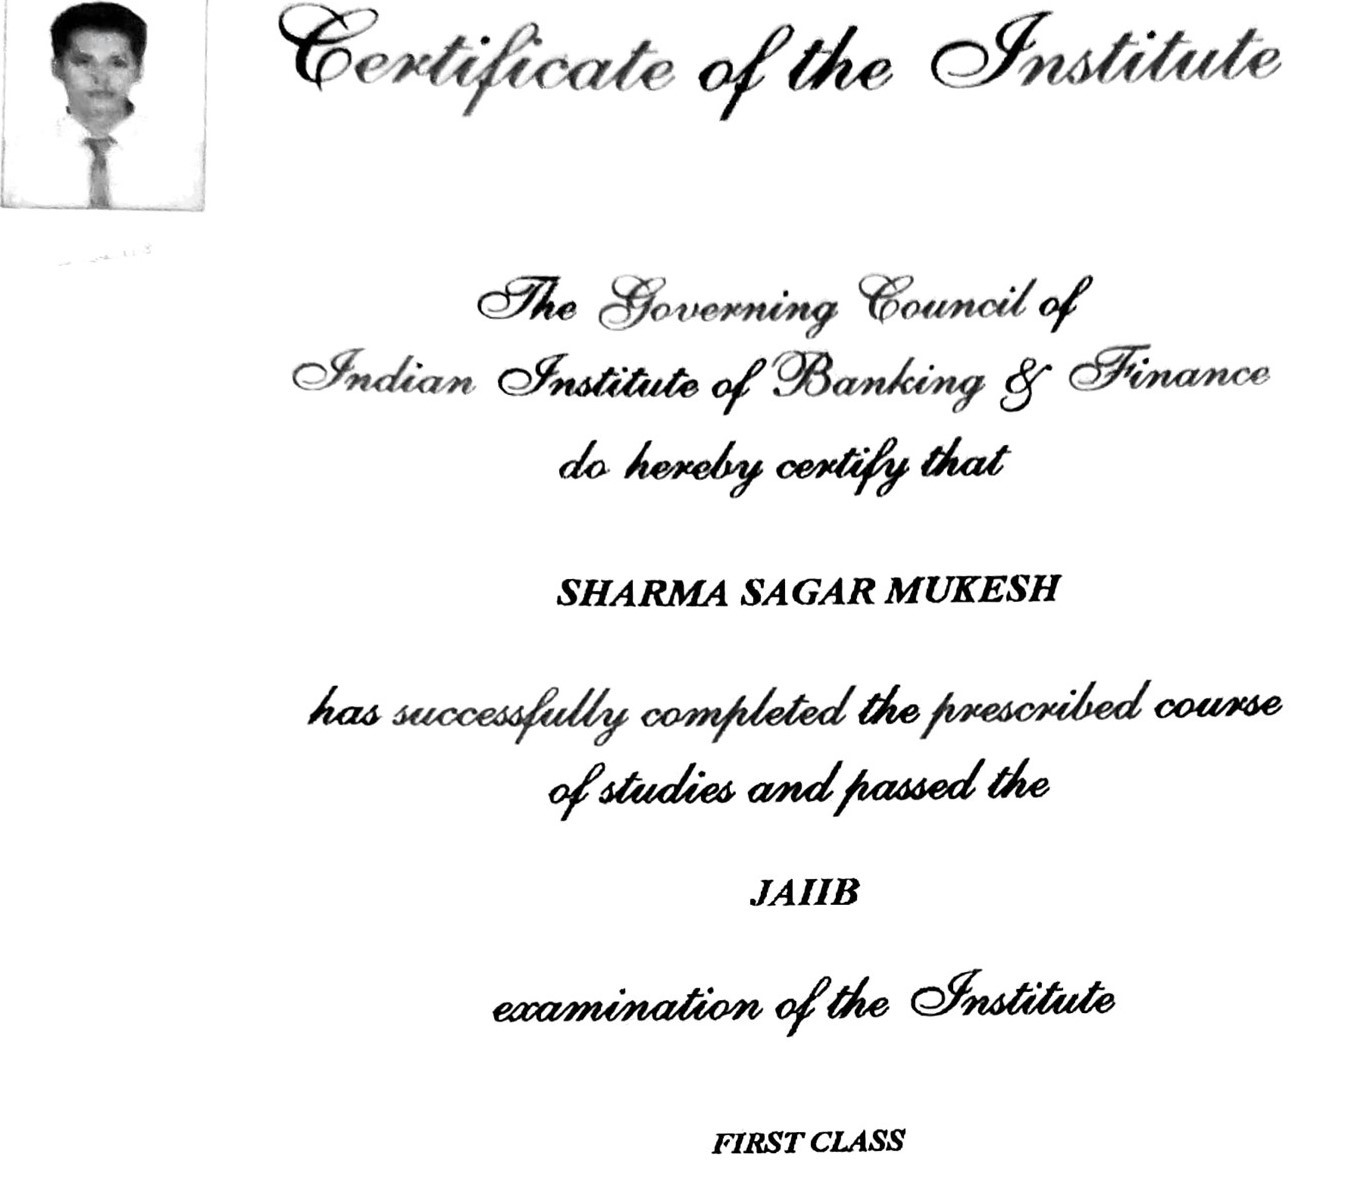 Certificate of the Institute
The Governing Council of
Indian Institute of Banking & Finance
do hereby certify that
SHARMA SAGAR MUKESH
has successfully completed the prescribed course
of studies and passed the
JAIIB
examination of the Institute
FIRST CLASS